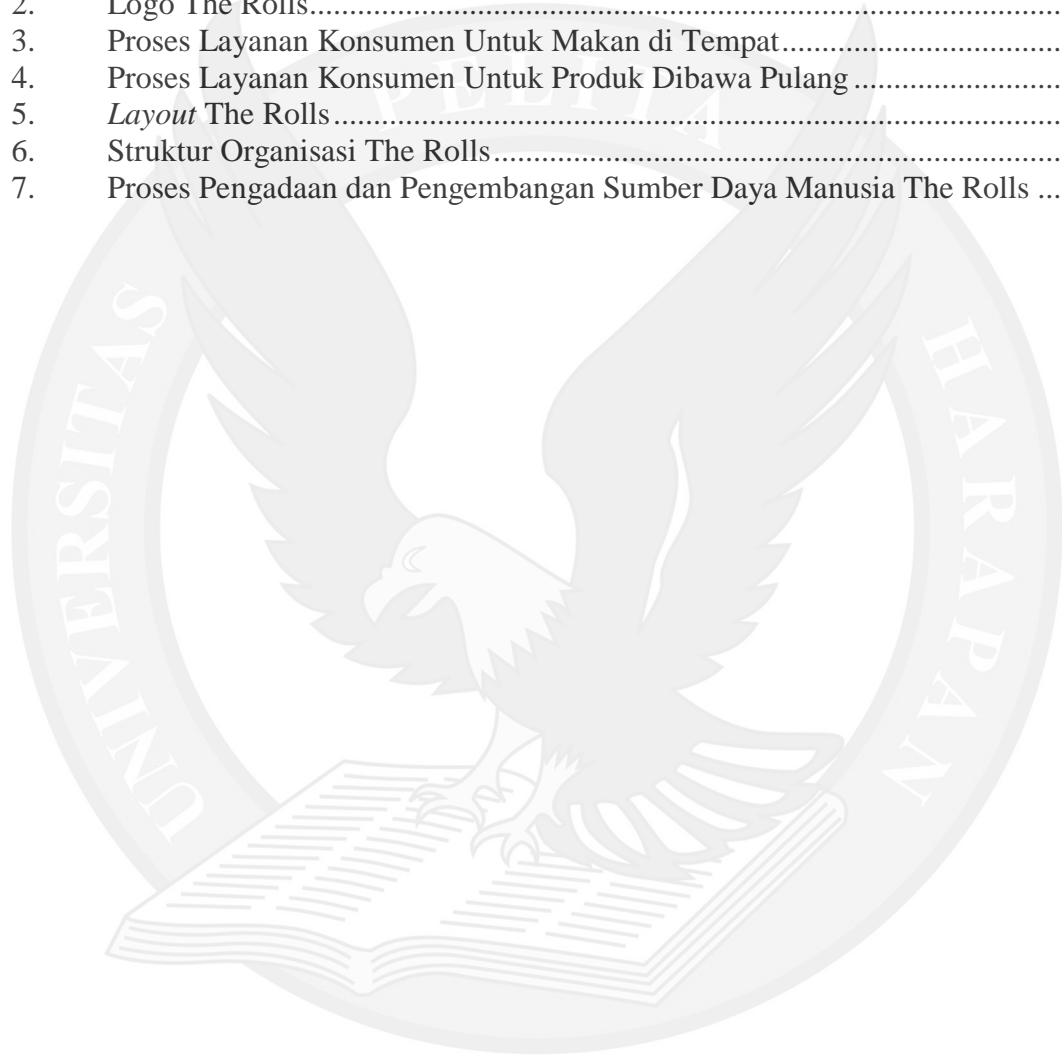 2. Logo The Rolls........................................................................................................
3. Proses Layanan Konsumen Untuk Makan di Tempat...................................
4. Proses Layanan Konsumen Untuk Produk Dibawa Pulang..........................
5. Layout The Rolls...........................................................................................
6. Struktur Organisasi The Rolls.......................................................................
7. Proses Pengadaan dan Pengembangan Sumber Daya Manusia The Rolls ...
UNIVERSITAS PELITA HARAPAN